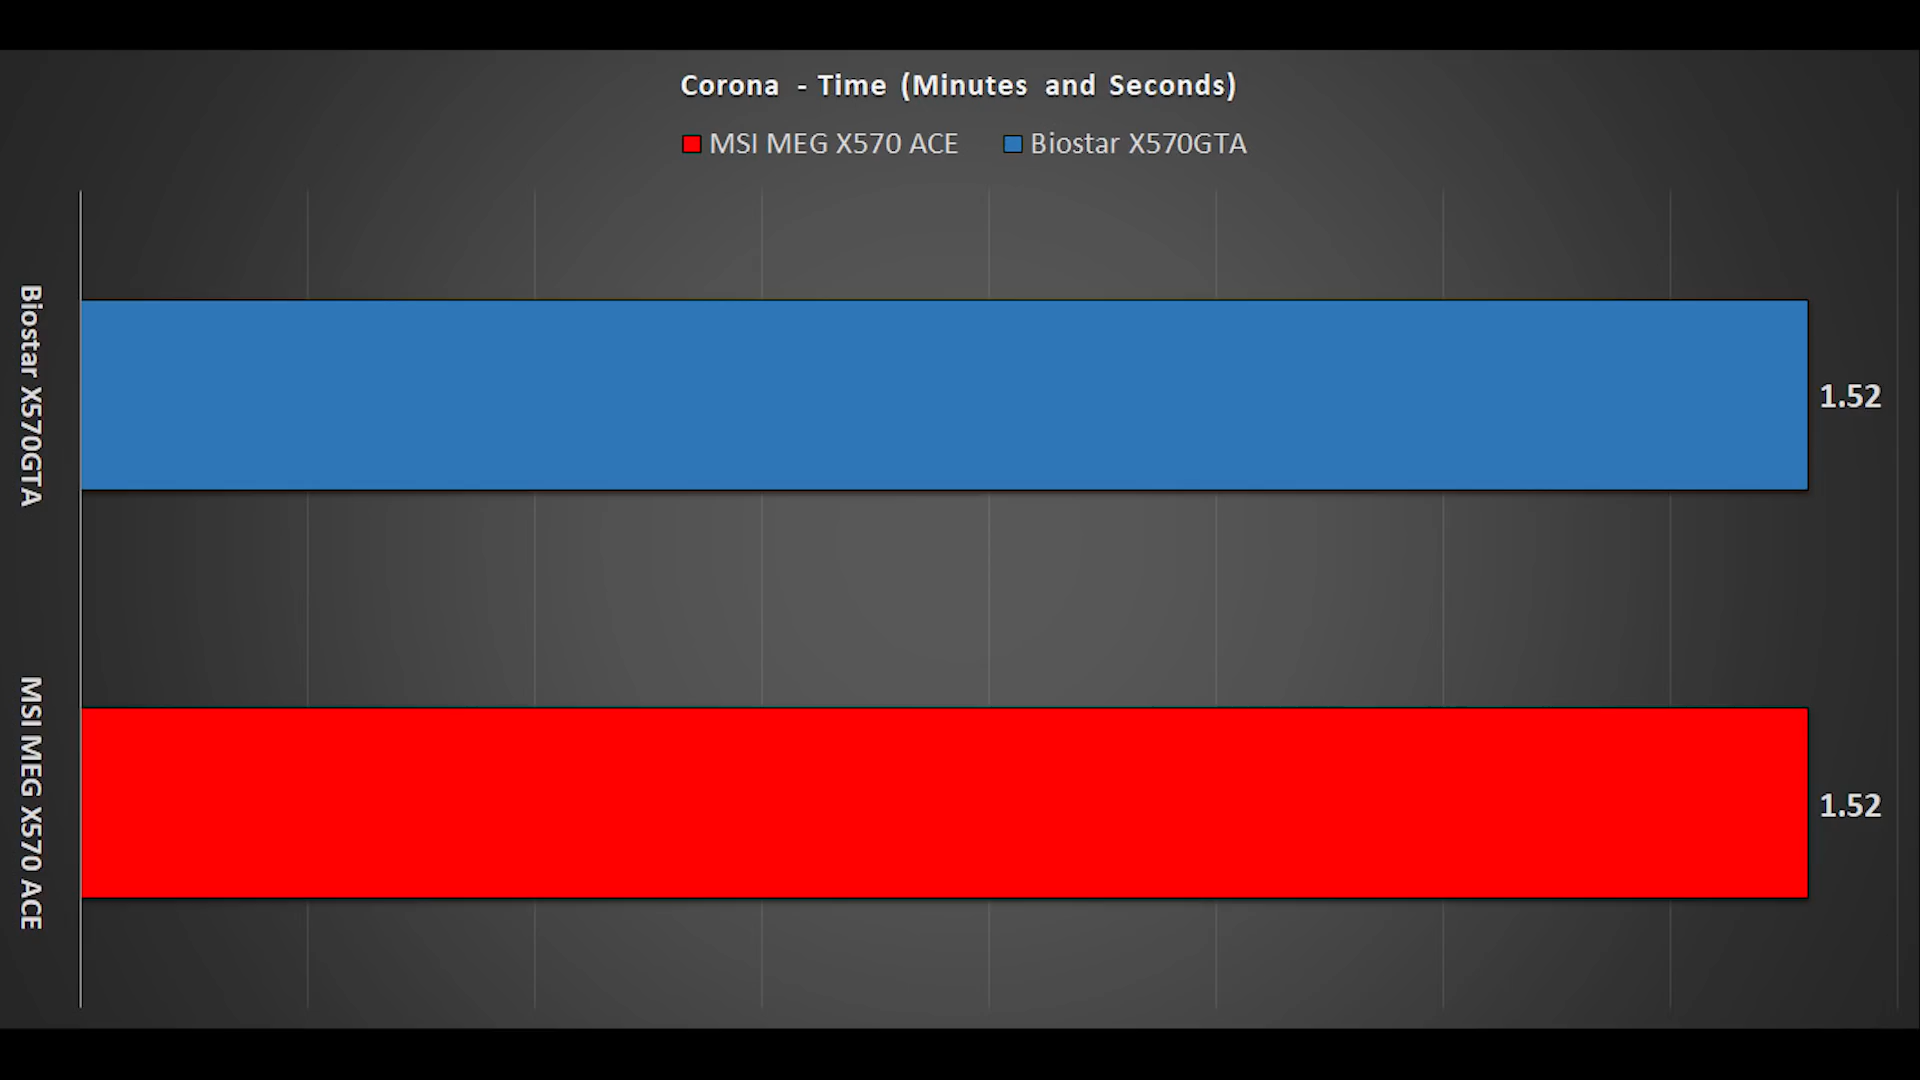 Corona - Time (Minutes and Seconds)
MSI MEG X570 ACE
Biostar X570GTA
Biostar X570GTA
1.52
MSI MEG X570 ACE
1.52